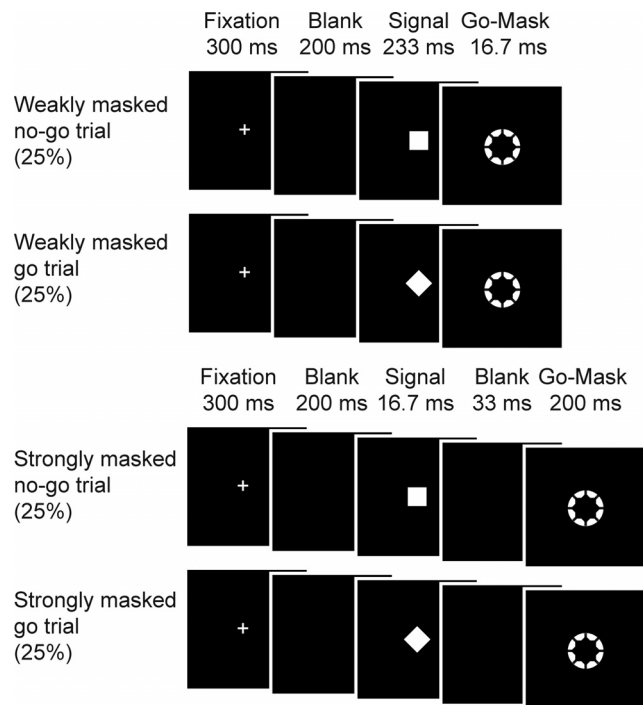 Fixation Blank Signal Go-Mask
300 ms 200 ms 233 ms 16.7 ms
Weakly masked
no-go trial
(25%)
Weakly masked
go trial
(25%)
Fixation Blank Signal Blank Go-Mask
300 ms 200 ms 16.7 ms 33 ms 200 ms
Strongly masked
no-go trial
(25%)
Strongly masked
go trial
(25%)